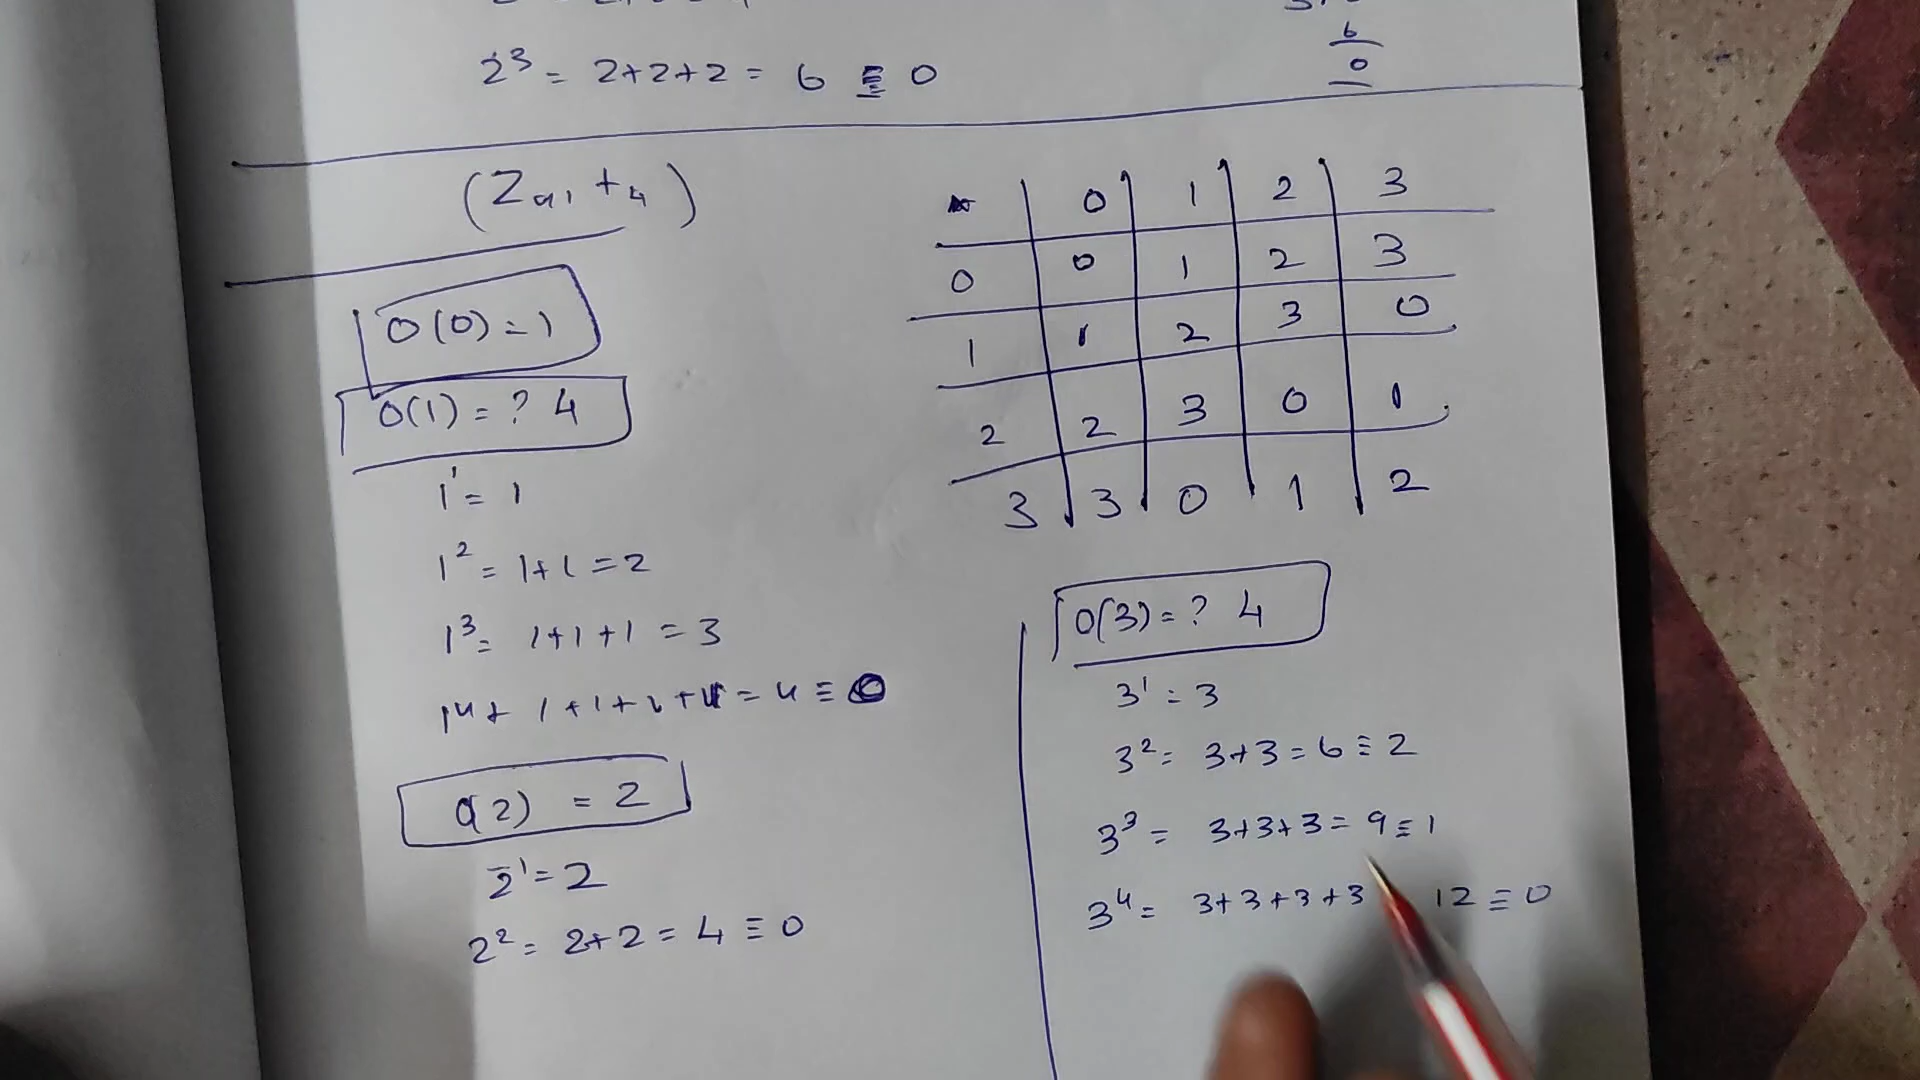 2³ = 2+2+2 = 6 ≡ 0
6
0
(Z4, +4)
* 0 1 2 3
0 0 1 2 3
1 1 2 3 0
2 2 3 0 1
3 3 0 1 2
O(0) = 1
O(1) = ? 4
1¹ = 1
1² = 1+1 = 2
1³ = 1+1+1 = 3
1⁴ + 1+1+1+1 = 4 ≡ 0
O(2) = 2
2¹ = 2
2² = 2+2 = 4 ≡ 0
O(3) = ? 4
3¹ = 3
3² = 3+3 = 6 ≡ 2
3³ = 3+3+3 = 9 ≡ 1
3⁴ = 3+3+3+3 12 ≡ 0